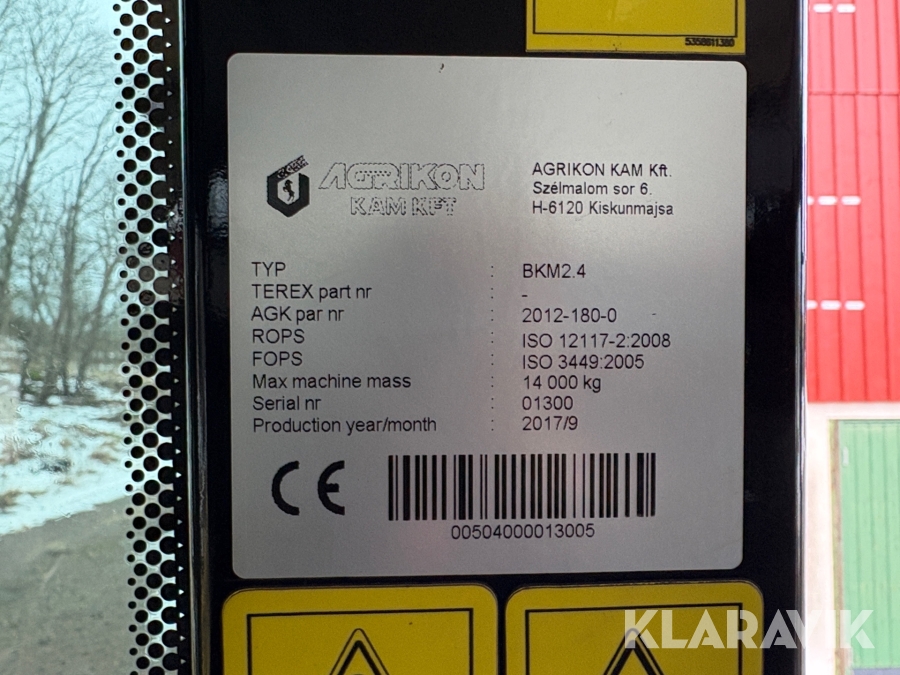 5358611380
AGRIKON
KAM KFT
AGRIKON KAM Kft.
Szélmalom sor 6.
H-6120 Kiskunmajsa
TYP : BKM2.4
TEREX part nr : -
AGK par nr : 2012-180-0
ROPS : ISO 12117-2:2008
FOPS : ISO 3449:2005
Max machine mass : 14 000 kg
Serial nr : 01300
Production year/month : 2017/9
CE
00504000013005
KLARAVIK